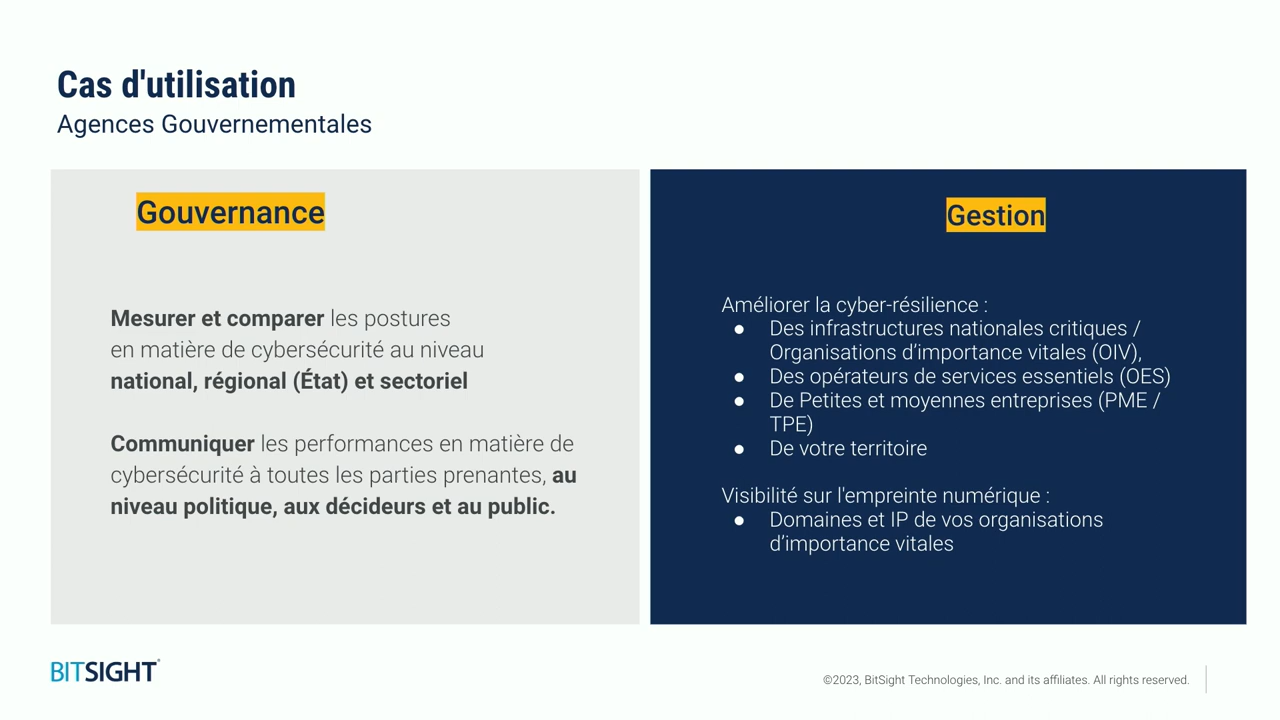 Cas d'utilisation
Agences Gouvernementales
Gouvernance
Mesurer et comparer les postures
en matière de cybersécurité au niveau
national, régional (État) et sectoriel
Communiquer les performances en matière de
cybersécurité à toutes les parties prenantes, au
niveau politique, aux décideurs et au public.
Gestion
Améliorer la cyber-résilience :
● Des infrastructures nationales critiques /
Organisations d’importance vitales (OIV),
● Des opérateurs de services essentiels (OES)
● De Petites et moyennes entreprises (PME /
TPE)
● De votre territoire
Visibilité sur l'empreinte numérique :
● Domaines et IP de vos organisations
d’importance vitales
BITSIGHT
©2023, BitSight Technologies, Inc. and its affiliates. All rights reserved.